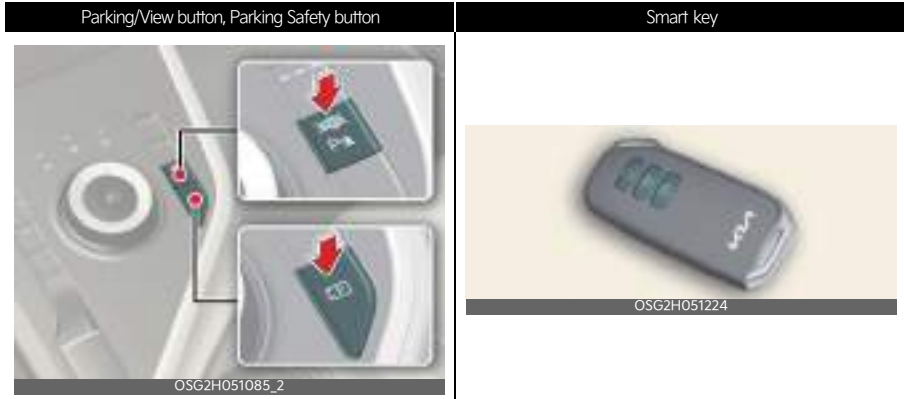 Parking/View button, Parking Safety button
Smart key
OSG2H051085_2
OSG2H051224